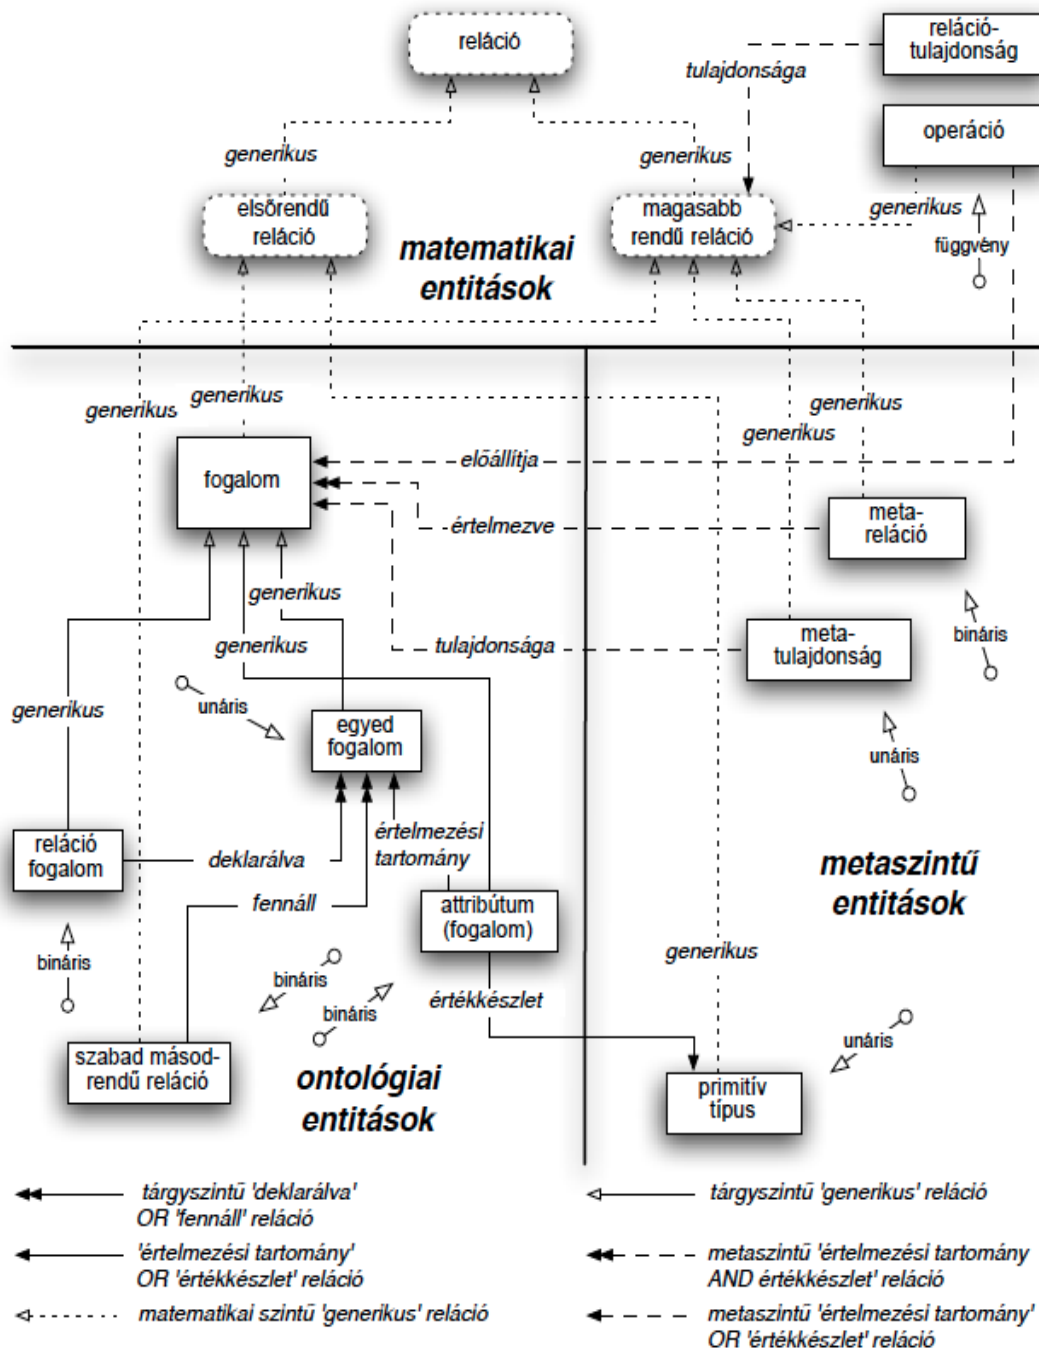 reláció
reláció-
tulajdonság
tulajdonsága
operáció
generikus
generikus
elsőrendű
reláció
magasabb
rendű reláció
generikus
függvény
matematikai
entitások
generikus
generikus
generikus
generikus
fogalom
előállítja
értelmezve
meta-
reláció
generikus
generikus
tulajdonsága
meta-
tulajdonság
bináris
generikus
unáris
egyed
fogalom
unáris
reláció
fogalom
deklarálva
értelmezési
tartomány
fennáll
attribútum
(fogalom)
metaszintű
entitások
bináris
bináris
bináris
értékkészlet
generikus
unáris
szabad másod-
rendű reláció
ontológiai
entitások
primitív
típus
tárgyszintű 'deklarálva'
OR 'fennáll' reláció
'értelmezési tartomány'
OR 'értékkészlet' reláció
matematikai szintű 'generikus' reláció
tárgyszintű 'generikus' reláció
metaszintű 'értelmezési tartomány
AND értékkészlet' reláció
metaszintű 'értelmezési tartomány'
OR 'értékkészlet' reláció